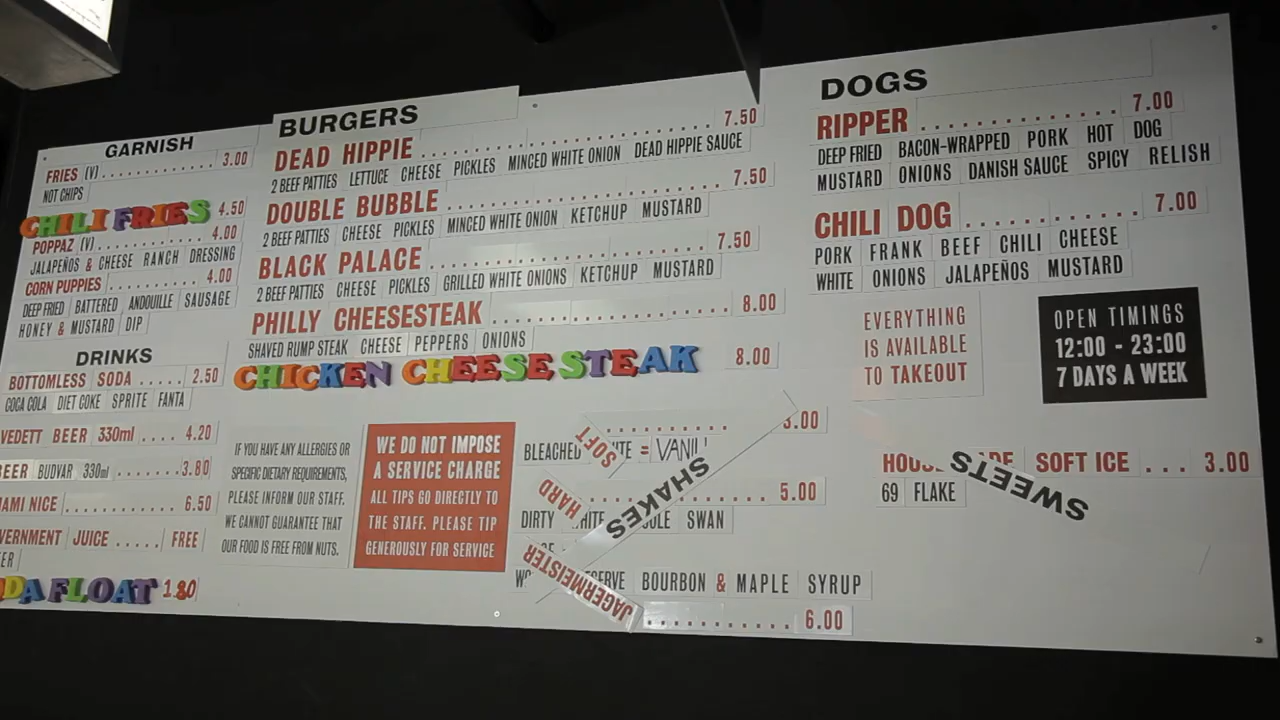 GARNISH
FRIES (V) 3.00
NOT CHIPS
CHILI FRIES 4.50
POPPAZ (V) 4.00
JALAPEÑOS & CHEESE RANCH DRESSING
CORN PUPPIES 4.00
DEEP FRIED BATTERED ANDOUILLE SAUSAGE
HONEY & MUSTARD DIP
DRINKS
BOTTOMLESS SODA ..... 2.50
COCA COLA DIET COKE SPRITE FANTA
VEDETT BEER 330ml .... 4.20
BEER BUDVAR 330ml ....... 3.80
NICE 6.50
JUICE ..... FREE
FLOAT 1.80
BURGERS
DEAD HIPPIE 7.50
2 BEEF PATTIES LETTUCE CHEESE PICKLES MINCED WHITE ONION DEAD HIPPIE SAUCE
DOUBLE BUBBLE 7.50
2 BEEF PATTIES CHEESE PICKLES MINCED WHITE ONION KETCHUP MUSTARD
BLACK PALACE 7.50
2 BEEF PATTIES CHEESE PICKLES GRILLED WHITE ONIONS KETCHUP MUSTARD
PHILLY CHEESESTEAK 8.00
SHAVED RUMP STEAK CHEESE PEPPERS ONIONS
CHICKEN CHEESE STEAK 8.00
IF YOU HAVE ANY ALLERGIES OR
SPECIFIC DIETARY REQUIREMENTS,
PLEASE INFORM OUR STAFF.
WE CANNOT GUARANTEE THAT
OUR FOOD IS FREE FROM NUTS.
WE DO NOT IMPOSE
A SERVICE CHARGE
ALL TIPS GO DIRECTLY TO
THE STAFF. PLEASE TIP
GENEROUSLY FOR SERVICE
SHAKES
SOFT 3.00
BLEACHED =
HARD 5.00
DIRTY SWAN
BOURBON & MAPLE SYRUP
JAGERMEISTER 6.00
DOGS
RIPPER 7.00
DEEP FRIED BACON-WRAPPED PORK HOT DOG
MUSTARD ONIONS DANISH SAUCE SPICY RELISH
CHILI DOG 7.00
PORK FRANK BEEF CHILI CHEESE
WHITE ONIONS JALAPEÑOS MUSTARD
EVERYTHING
IS AVAILABLE
TO TAKEOUT
OPEN TIMINGS
12:00 - 23:00
7 DAYS A WEEK
SWEETS
SOFT ICE ... 3.00
69 FLAKE